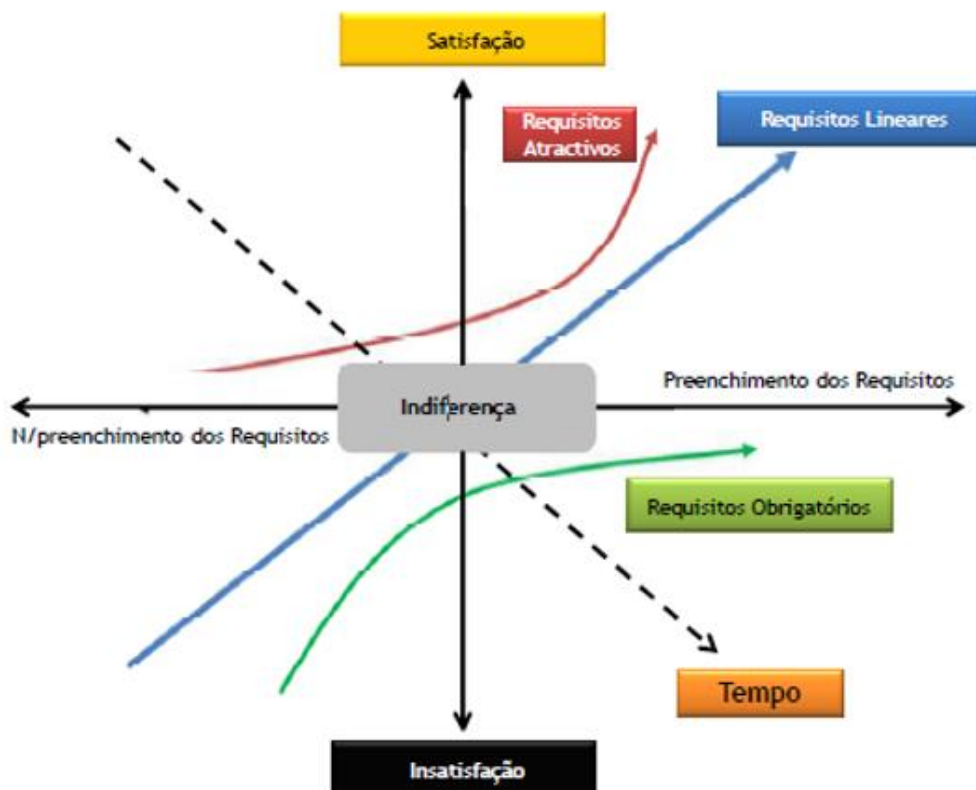 Satisfação
Requisitos
Atractivos
Requisitos Lineares
Preenchimento dos Requisitos
Indiferença
N/preenchimento dos Requisitos
Requisitos Obrigatórios
Tempo
Insatisfação